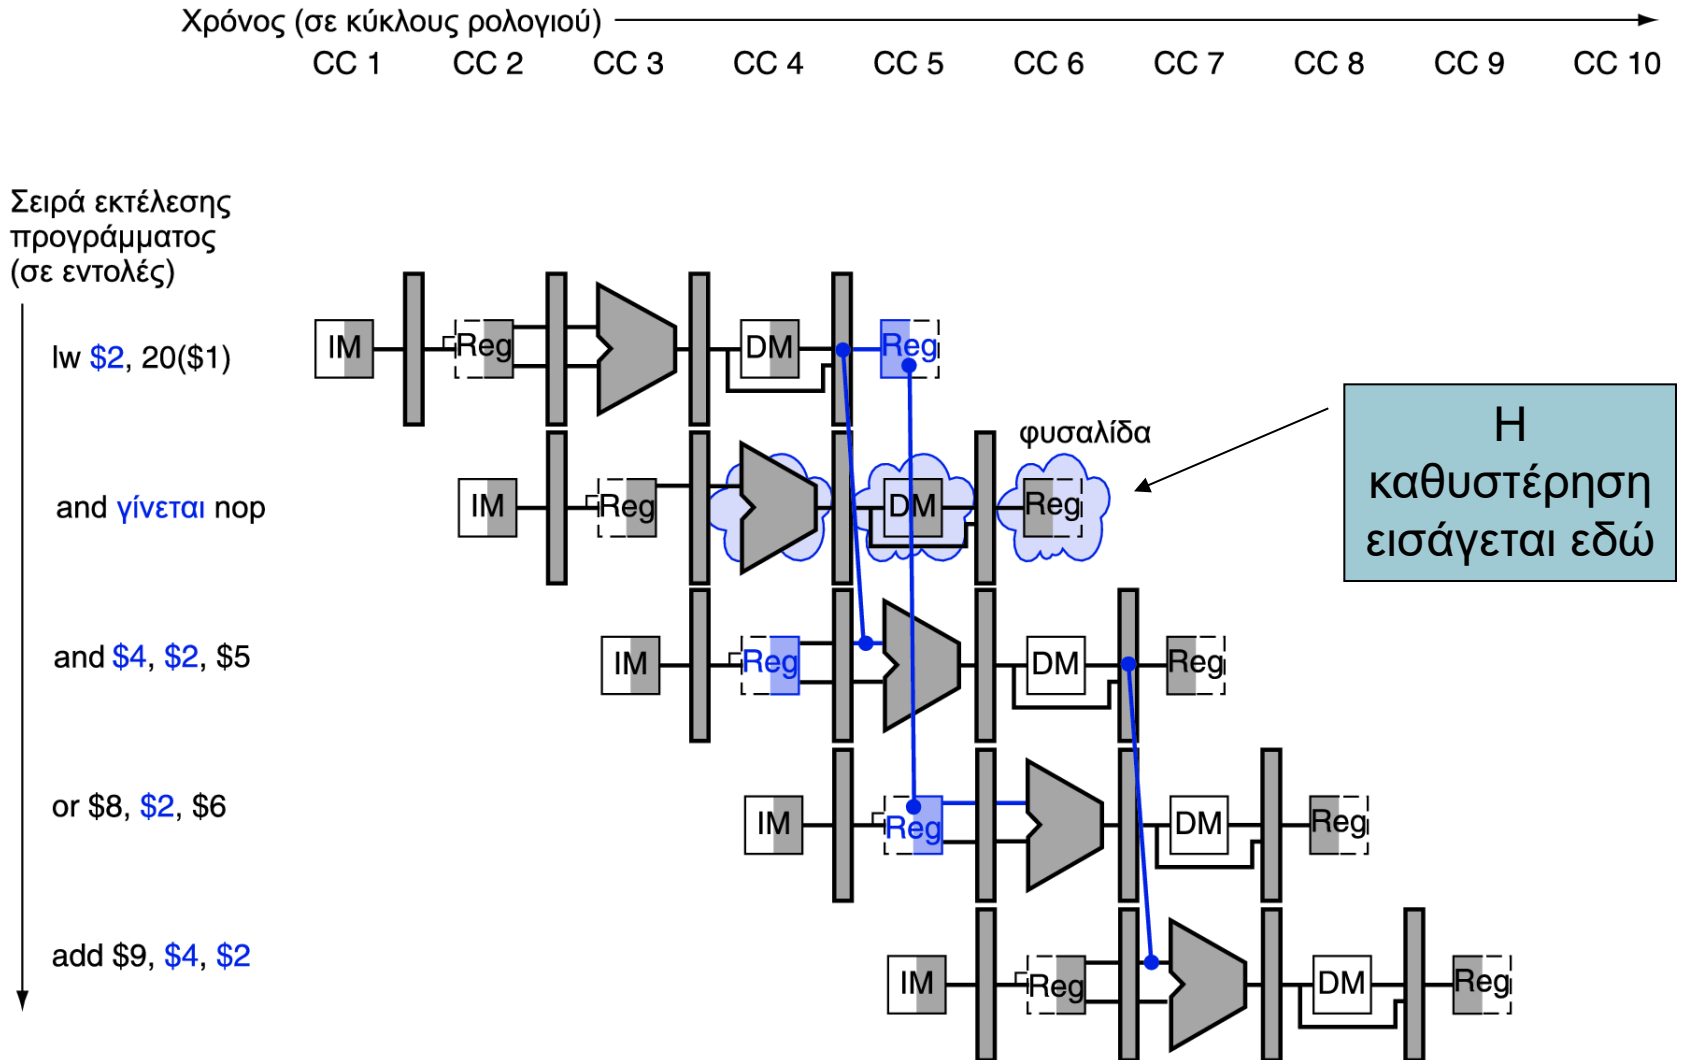 Χρόνος (σε κύκλους ρολογιού)
CC 1 CC 2 CC 3 CC 4 CC 5 CC 6 CC 7 CC 8 CC 9 CC 10
Σειρά εκτέλεσης
προγράμματος
(σε εντολές)
lw $2, 20($1)
IM Reg DM Reg
φυσαλίδα
Η
καθυστέρηση
εισάγεται εδώ
and γίνεται nop
IM Reg DM Reg
and $4, $2, $5
IM Reg DM Reg
or $8, $2, $6
IM Reg DM Reg
add $9, $4, $2
IM Reg DM Reg